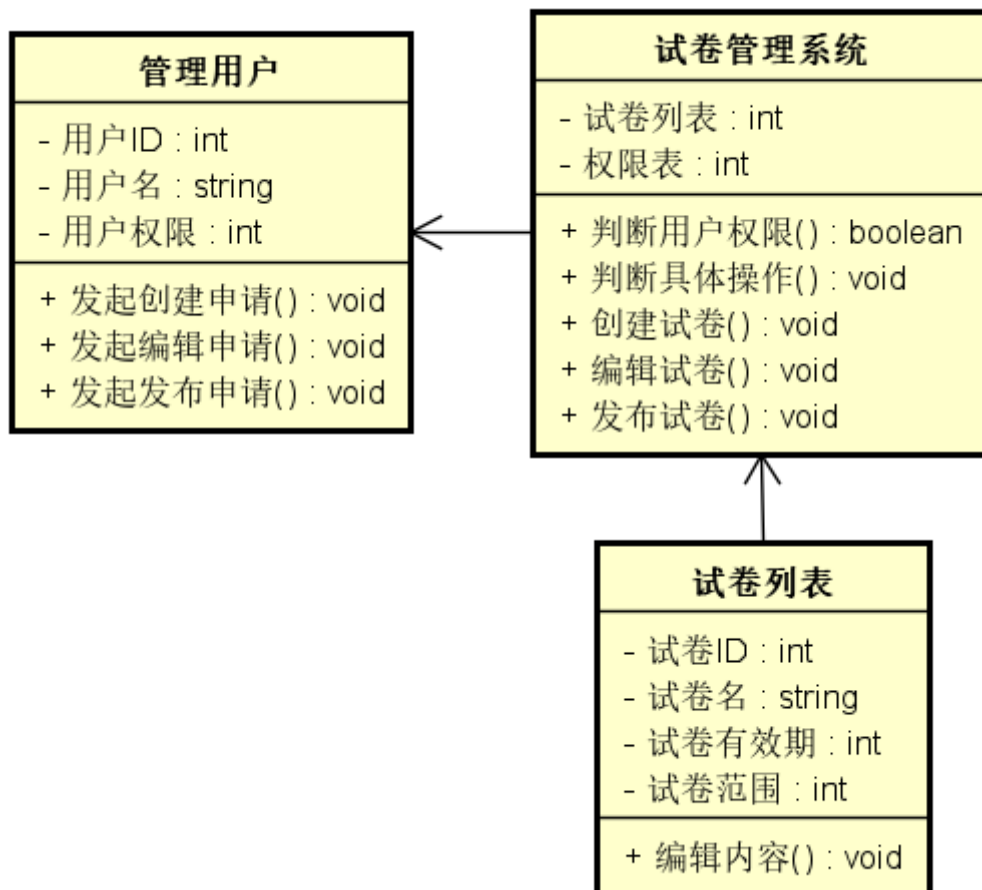 管理用户
- 用户ID : int
- 用户名 : string
- 用户权限 : int
+ 发起创建申请() : void
+ 发起编辑申请() : void
+ 发起发布申请() : void
试卷管理系统
- 试卷列表 : int
- 权限表 : int
+ 判断用户权限() : boolean
+ 判断具体操作() : void
+ 创建试卷() : void
+ 编辑试卷() : void
+ 发布试卷() : void
试卷列表
- 试卷ID : int
- 试卷名 : string
- 试卷有效期 : int
- 试卷范围 : int
+ 编辑内容() : void